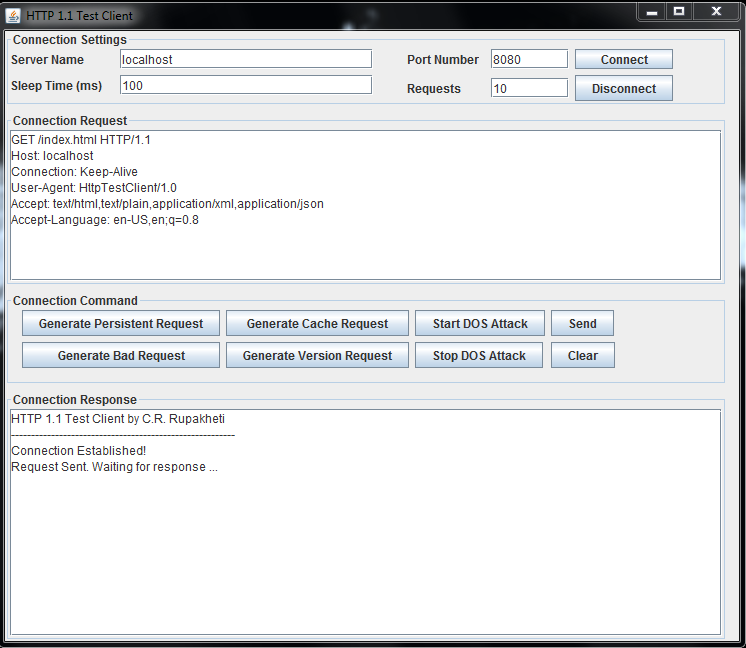 HTTP 1.1 Test Client
Connection Settings
Server Name localhost Port Number 8080 Connect
Sleep Time (ms) 100 Requests 10 Disconnect
Connection Request
GET /index.html HTTP/1.1
Host: localhost
Connection: Keep-Alive
User-Agent: HttpTestClient/1.0
Accept: text/html,text/plain,application/xml,application/json
Accept-Language: en-US,en;q=0.8
Connection Command
Generate Persistent Request Generate Cache Request Start DOS Attack Send
Generate Bad Request Generate Version Request Stop DOS Attack Clear
Connection Response
HTTP 1.1 Test Client by C.R. Rupakheti
--------------------------------------------------------
Connection Established!
Request Sent. Waiting for response ...